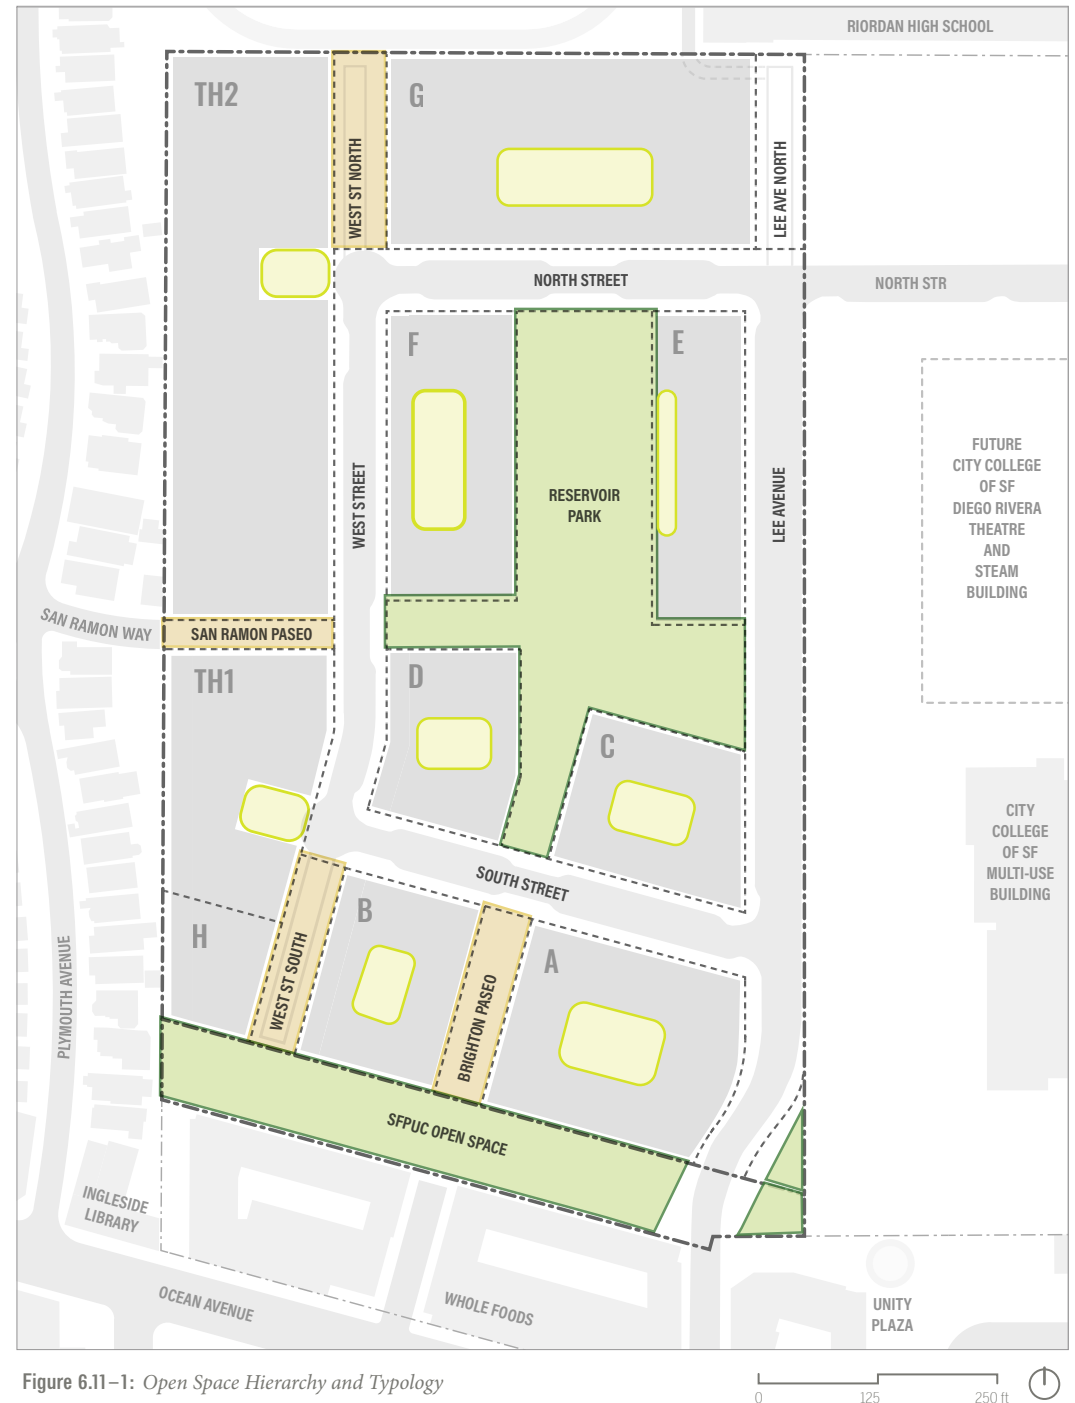 RIORDAN HIGH SCHOOL
TH2
G
WEST ST NORTH
LEE AVE NORTH
NORTH STREET
NORTH STR
F
E
RESERVOIR
PARK
WEST STREET
LEE AVENUE
FUTURE
CITY COLLEGE
OF SF
DIEGO RIVERA
THEATRE
AND
STEAM
BUILDING
SAN RAMON WAY
SAN RAMON PASEO
TH1
D
C
CITY
COLLEGE
OF SF
MULTI-USE
BUILDING
SOUTH STREET
B
H
A
WEST ST SOUTH
BRIGHTON PASEO
PLYMOUTH AVENUE
SFPUC OPEN SPACE
INGLESIDE
LIBRARY
OCEAN AVENUE
WHOLE FOODS
UNITY
PLAZA
Figure 6.11–1: Open Space Hierarchy and Typology
0 125 250 ft